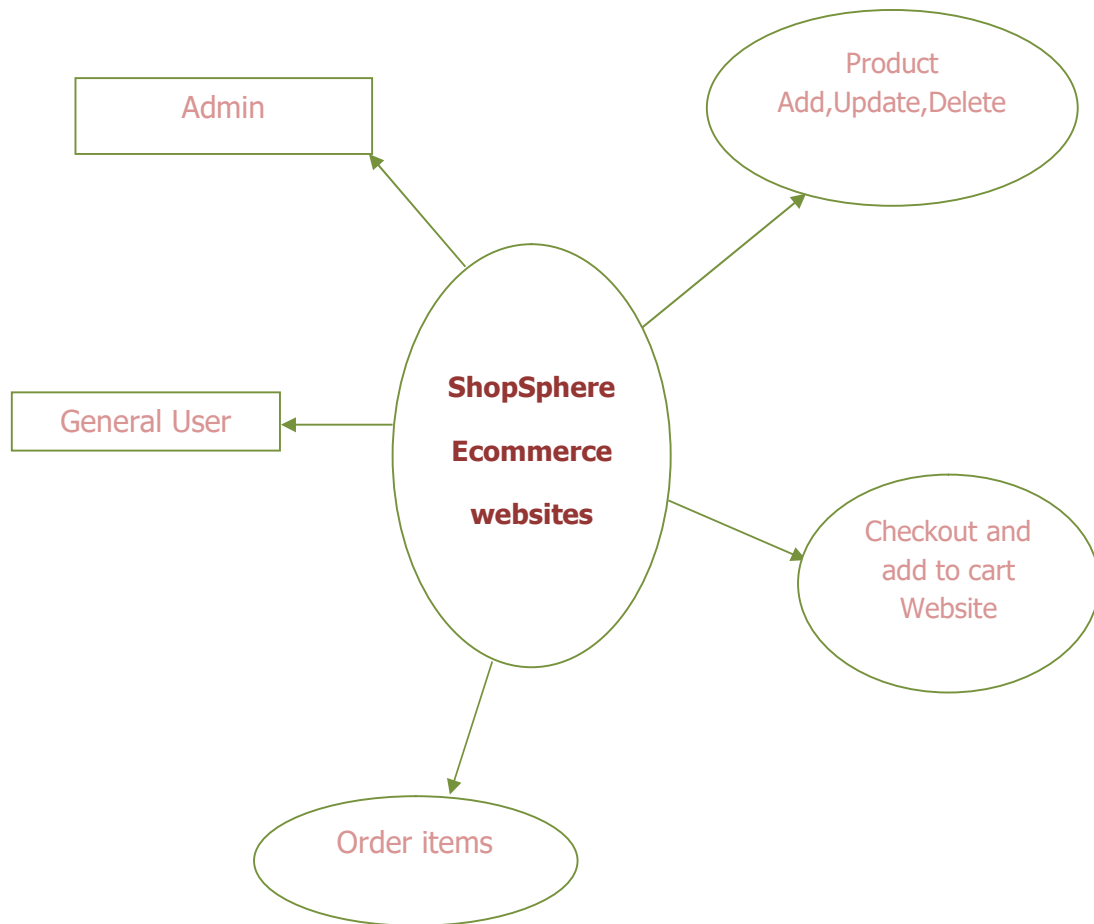 Admin
Product
Add,Update,Delete
General User
ShopSphere
Ecommerce
websites
Checkout and
add to cart
Website
Order items